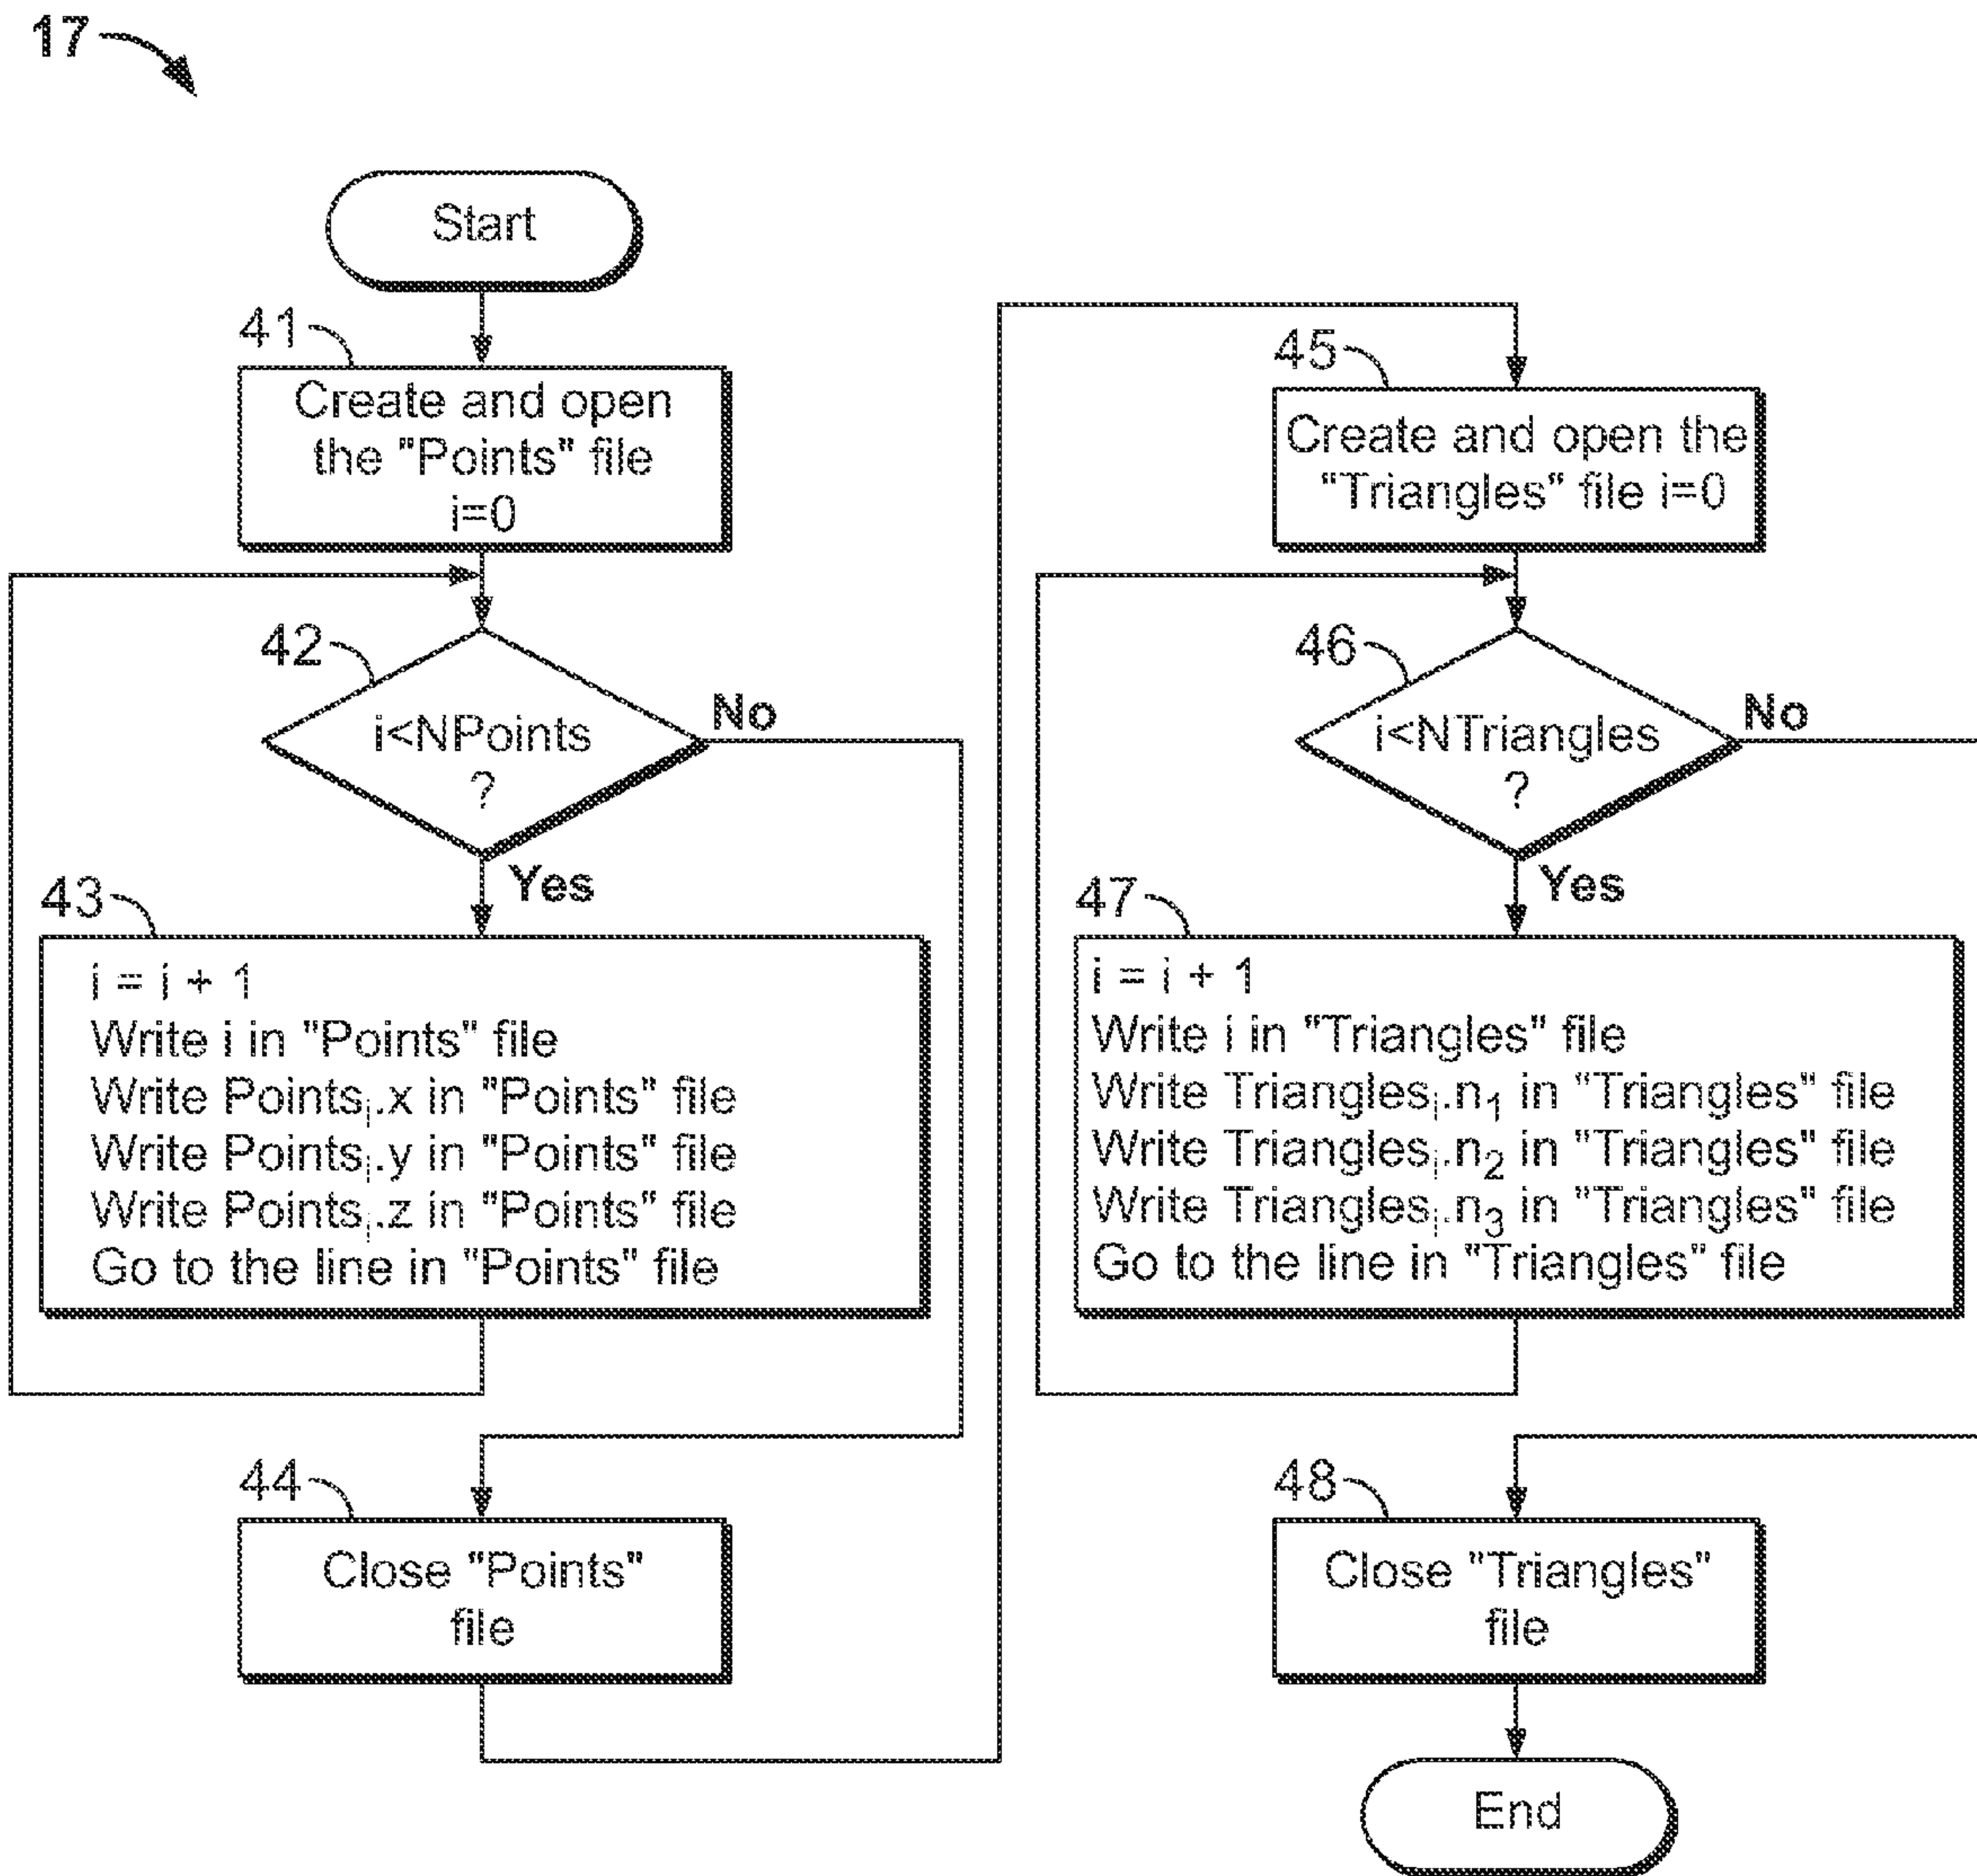 17
Start
41
Create and open
the "Points" file
i=0
42
i<NPoints
?
No
Yes
43
i = i + 1
Write i in "Points" file
Write Pointsᵢ.x in "Points" file
Write Pointsᵢ.y in "Points" file
Write Pointsᵢ.z in "Points" file
Go to the line in "Points" file
44
Close "Points"
file
45
Create and open the
"Triangles" file i=0
46
i<NTriangles
?
No
Yes
47
i = i + 1
Write i in "Triangles" file
Write Trianglesᵢ.n₁ in "Triangles" file
Write Trianglesᵢ.n₂ in "Triangles" file
Write Trianglesᵢ.n₃ in "Triangles" file
Go to the line in "Triangles" file
48
Close "Triangles"
file
End